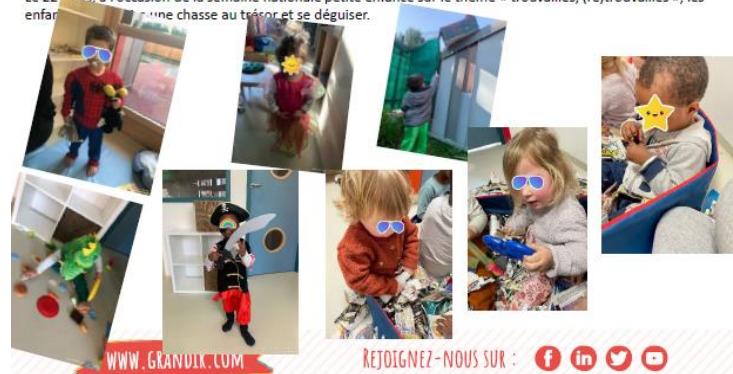 l'occasion de la semaine nationale petite enfance sur le thème « trouvailles, (re)trouvailles », les
une chasse au trésor et se déguiser.
WWW.GRANDIR.COM
REJOIGNEZ-NOUS SUR :